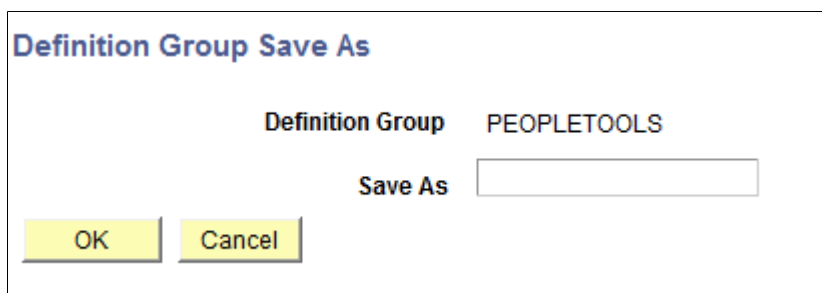 Definition Group Save As
Definition Group PEOPLETOOLS
Save As
OK Cancel